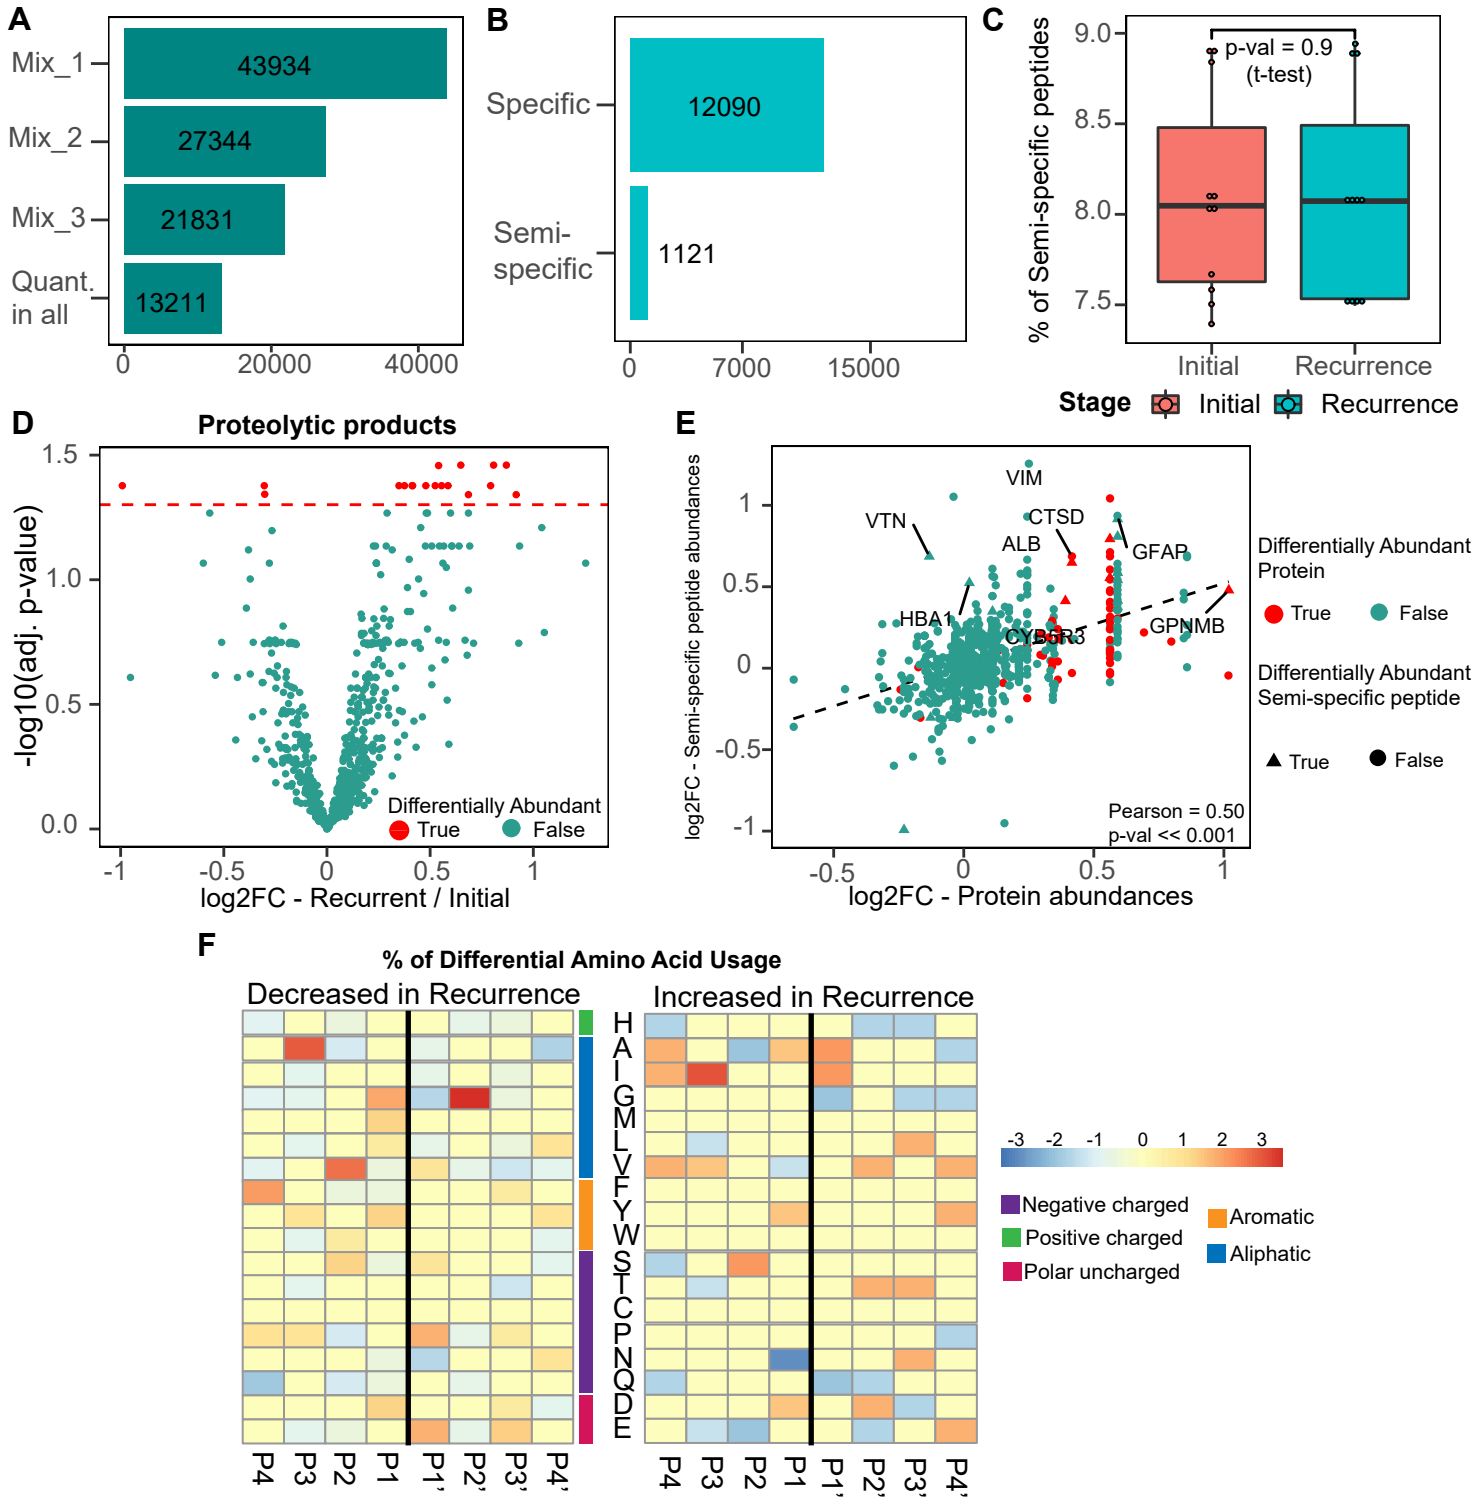 A
Mix_1
43934
Mix_2
27344
Mix_3
21831
Quant.
in all
13211
0
20000
40000
B
Specific
12090
Semi-
specific
1121
0
7000
15000
C
% of Semi-specific peptides
9.0
8.5
8.0
7.5
p-val = 0.9
(t-test)
Initial
Recurrence
Stage
Initial
Recurrence
D
Proteolytic products
-log10(adj. p-value)
1.5
1.0
0.5
0.0
Differentially Abundant
True
False
-1
-0.5
0
0.5
1
log2FC - Recurrent / Initial
E
log2FC - Semi-specific peptide abundances
1
0.5
0
-0.5
-1
VIM
VTN
CTSD
ALB
GFAP
HBA1
CYB5R3
GPNMB
Pearson = 0.50
p-val << 0.001
-0.5
0
0.5
1
log2FC - Protein abundances
Differentially Abundant
Protein
True
False
Differentially Abundant
Semi-specific peptide
True
False
F
% of Differential Amino Acid Usage
Decreased in Recurrence
Increased in Recurrence
H
A
I
G
M
L
V
F
Y
W
S
T
C
P
N
Q
D
E
P4
P3
P2
P1
P1'
P2'
P3'
P4'
P4
P3
P2
P1
P1'
P2'
P3'
P4'
-3
-2
-1
0
1
2
3
Negative charged
Positive charged
Polar uncharged
Aromatic
Aliphatic